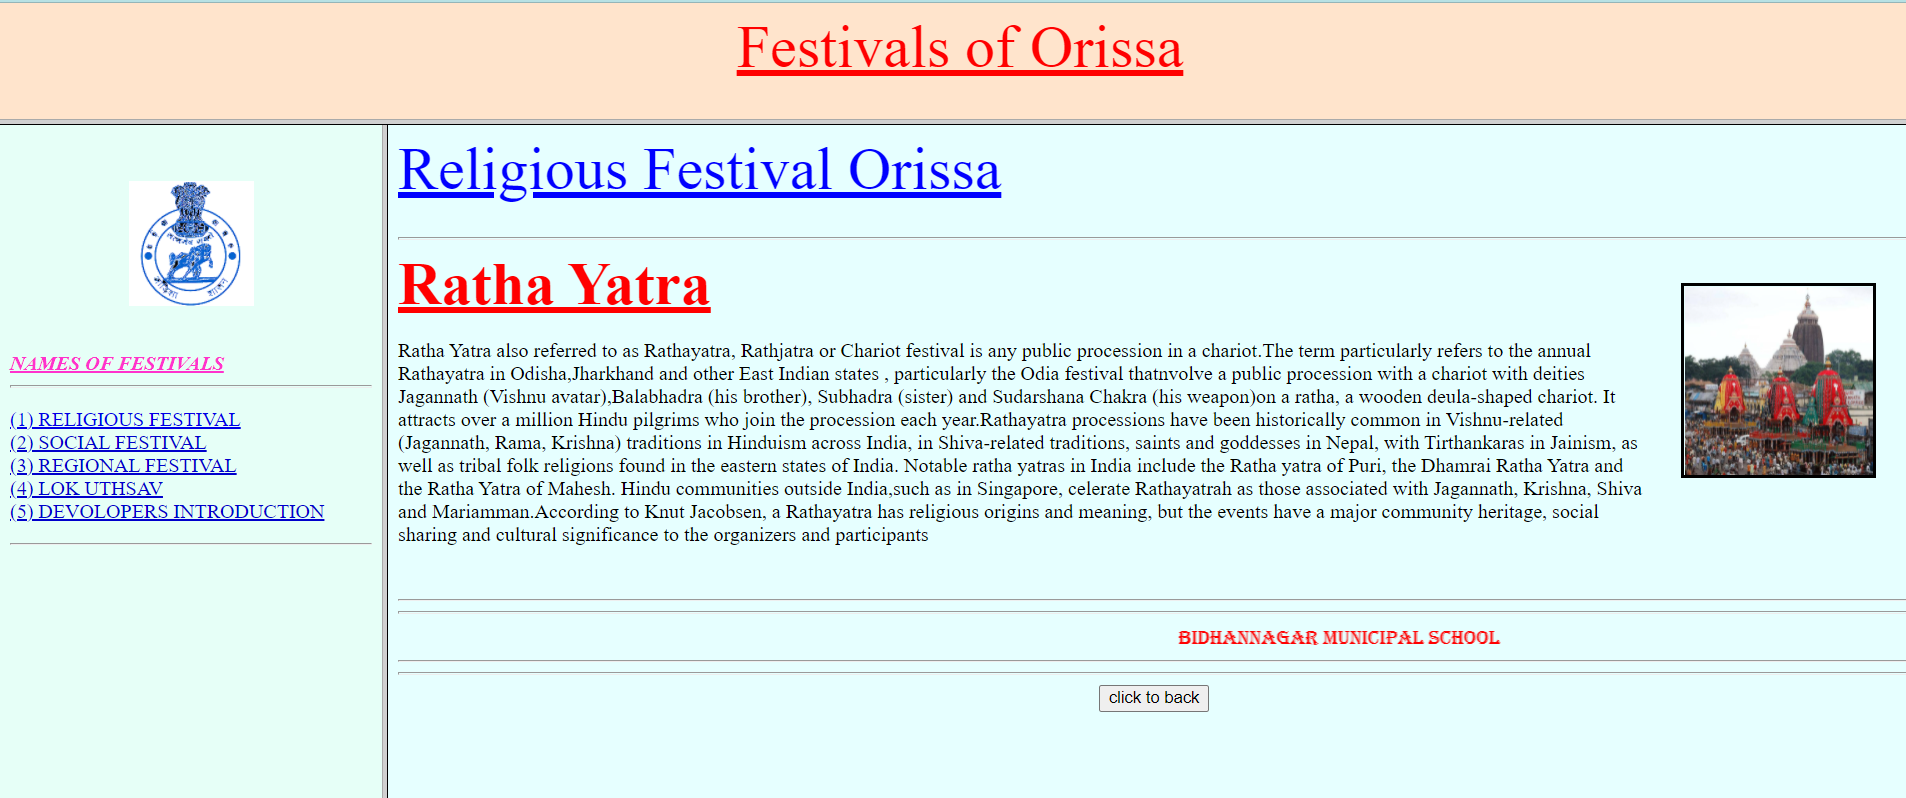 Festivals of Orissa
NAMES OF FESTIVALS
(1) RELIGIOUS FESTIVAL
(2) SOCIAL FESTIVAL
(3) REGIONAL FESTIVAL
(4) LOK UTHSAV
(5) DEVOLOPERS INTRODUCTION
Religious Festival Orissa
Ratha Yatra
Ratha Yatra also referred to as Rathayatra, Rathjatra or Chariot festival is any public procession in a chariot.The term particularly refers to the annual
Rathayatra in Odisha,Jharkhand and other East Indian states , particularly the Odia festival thatnvolve a public procession with a chariot with deities
Jagannath (Vishnu avatar),Balabhadra (his brother), Subhadra (sister) and Sudarshana Chakra (his weapon)on a ratha, a wooden deula-shaped chariot. It
attracts over a million Hindu pilgrims who join the procession each year.Rathayatra processions have been historically common in Vishnu-related
(Jagannath, Rama, Krishna) traditions in Hinduism across India, in Shiva-related traditions, saints and goddesses in Nepal, with Tirthankaras in Jainism, as
well as tribal folk religions found in the eastern states of India. Notable ratha yatras in India include the Ratha yatra of Puri, the Dhamrai Ratha Yatra and
the Ratha Yatra of Mahesh. Hindu communities outside India,such as in Singapore, celerate Rathayatrah as those associated with Jagannath, Krishna, Shiva
and Mariamman.According to Knut Jacobsen, a Rathayatra has religious origins and meaning, but the events have a major community heritage, social
sharing and cultural significance to the organizers and participants
BIDHANNAGAR MUNICIPAL SCHOOL
click to back